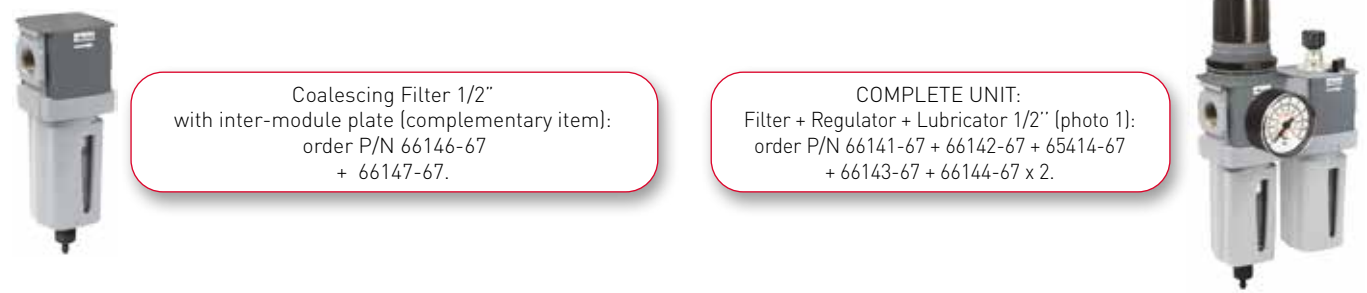 Coalescing Filter 1/2"
with inter-module plate (complementary item):
order P/N 66146-67
+ 66147-67.
COMPLETE UNIT:
Filter + Regulator + Lubricator 1/2'' (photo 1):
order P/N 66141-67 + 66142-67 + 65414-67
+ 66143-67 + 66144-67 x 2.